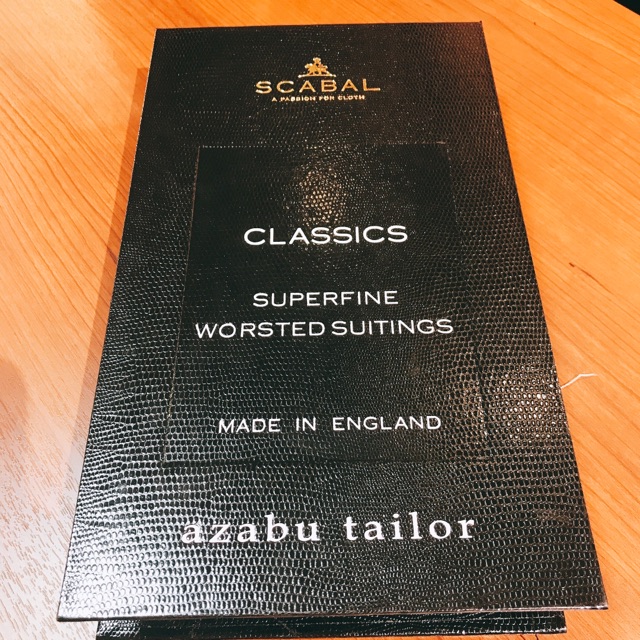 SCABAL
A PASSION FOR CLOTH
CLASSICS
SUPERFINE
WORSTED SUITINGS
MADE IN ENGLAND
azabu tailor